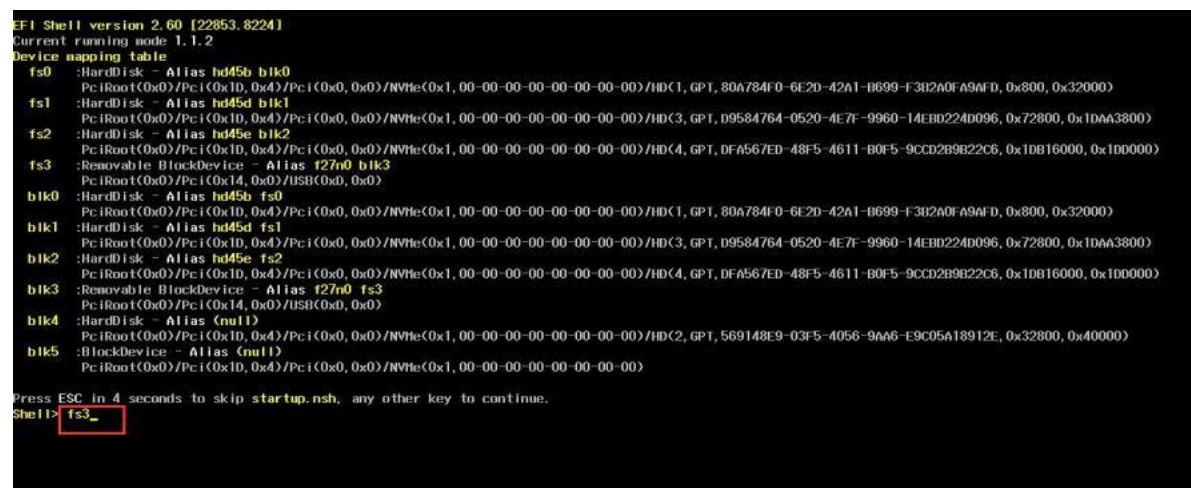 EFI Shell version 2.60 [22853.8224]
Current running mode 1.1.2
Device mapping table
fs0 :HardDisk - Alias hd45b blk0
PciRoot(0x0)/Pci(0x1D,0x4)/Pci(0x0,0x0)/NVMe(0x1,00-00-00-00-00-00-00-00)/HD(1,GPT,80A784F0-6E2D-42A1-B699-F3B2A0FA9AFD,0x800,0x32000)
fs1 :HardDisk - Alias hd45d blk1
PciRoot(0x0)/Pci(0x1D,0x4)/Pci(0x0,0x0)/NVMe(0x1,00-00-00-00-00-00-00-00)/HD(3,GPT,D9584764-0520-4E7F-9960-14EBD224D096,0x72800,0x1DAA3800)
fs2 :HardDisk - Alias hd45e blk2
PciRoot(0x0)/Pci(0x1D,0x4)/Pci(0x0,0x0)/NVMe(0x1,00-00-00-00-00-00-00-00)/HD(4,GPT,DFA567ED-48F5-4611-B0F5-9CCD2B9B22C6,0x1DB16000,0x1DD000)
fs3 :Removable BlockDevice - Alias f27n0 blk3
PciRoot(0x0)/Pci(0x14,0x0)/USB(0xD,0x0)
blk0 :HardDisk - Alias hd45b fs0
PciRoot(0x0)/Pci(0x1D,0x4)/Pci(0x0,0x0)/NVMe(0x1,00-00-00-00-00-00-00-00)/HD(1,GPT,80A784F0-6E2D-42A1-B699-F3B2A0FA9AFD,0x800,0x32000)
blk1 :HardDisk - Alias hd45d fs1
PciRoot(0x0)/Pci(0x1D,0x4)/Pci(0x0,0x0)/NVMe(0x1,00-00-00-00-00-00-00-00)/HD(3,GPT,D9584764-0520-4E7F-9960-14EBD224D096,0x72800,0x1DAA3800)
blk2 :HardDisk - Alias hd45e fs2
PciRoot(0x0)/Pci(0x1D,0x4)/Pci(0x0,0x0)/NVMe(0x1,00-00-00-00-00-00-00-00)/HD(4,GPT,DFA567ED-48F5-4611-B0F5-9CCD2B9B22C6,0x1DB16000,0x1DD000)
blk3 :Removable BlockDevice - Alias f27n0 fs3
PciRoot(0x0)/Pci(0x14,0x0)/USB(0xD,0x0)
blk4 :HardDisk - Alias (null)
PciRoot(0x0)/Pci(0x1D,0x4)/Pci(0x0,0x0)/NVMe(0x1,00-00-00-00-00-00-00-00)/HD(2,GPT,569148E9-03F5-4056-9AA6-E9C05A18912E,0x32800,0x40000)
blk5 :BlockDevice - Alias (null)
PciRoot(0x0)/Pci(0x1D,0x4)/Pci(0x0,0x0)/NVMe(0x1,00-00-00-00-00-00-00-00)
Press ESC in 4 seconds to skip startup.nsh, any other key to continue.
Shell> fs3_